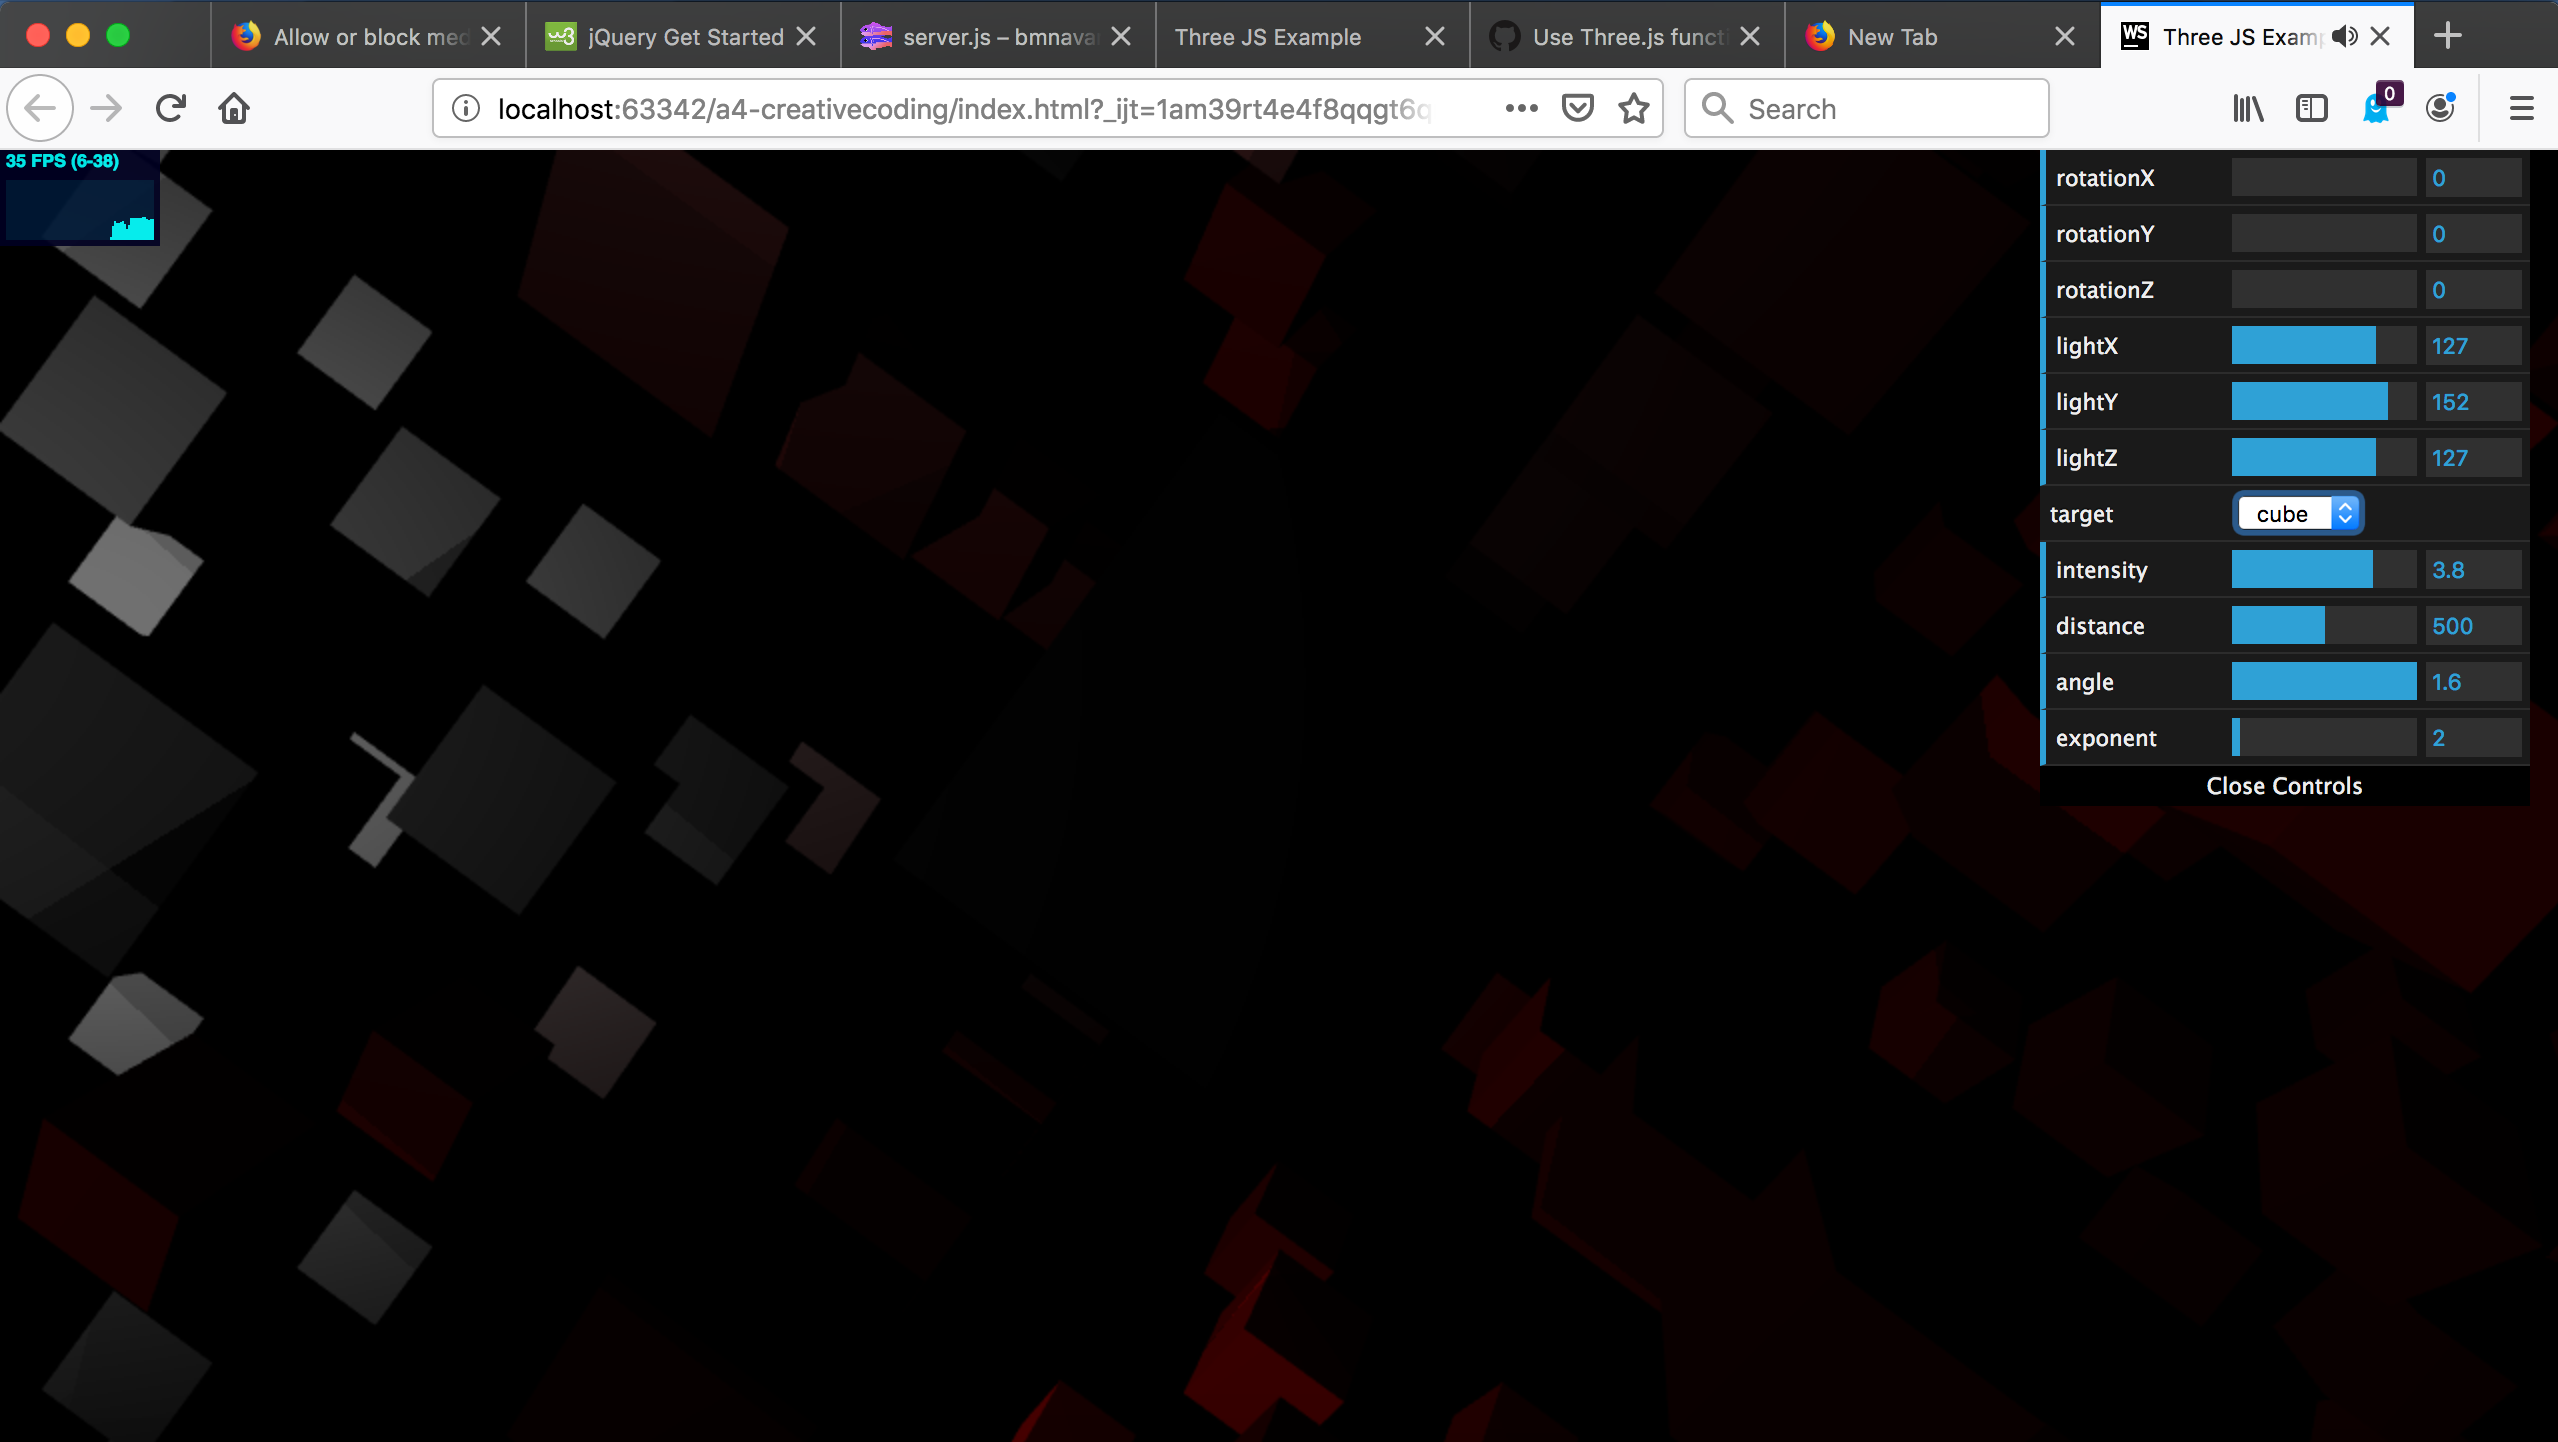 Allow or block med
jQuery Get Started
server.js – bmnava
Three JS Example
Use Three.js functi
New Tab
WS Three JS Examp
localhost:63342/a4-creativecoding/index.html?_ijt=1am39rt4e4f8qqgt6q
Search
0
35 FPS (6-38)
rotationX 0
rotationY 0
rotationZ 0
lightX 127
lightY 152
lightZ 127
target cube
intensity 3.8
distance 500
angle 1.6
exponent 2
Close Controls